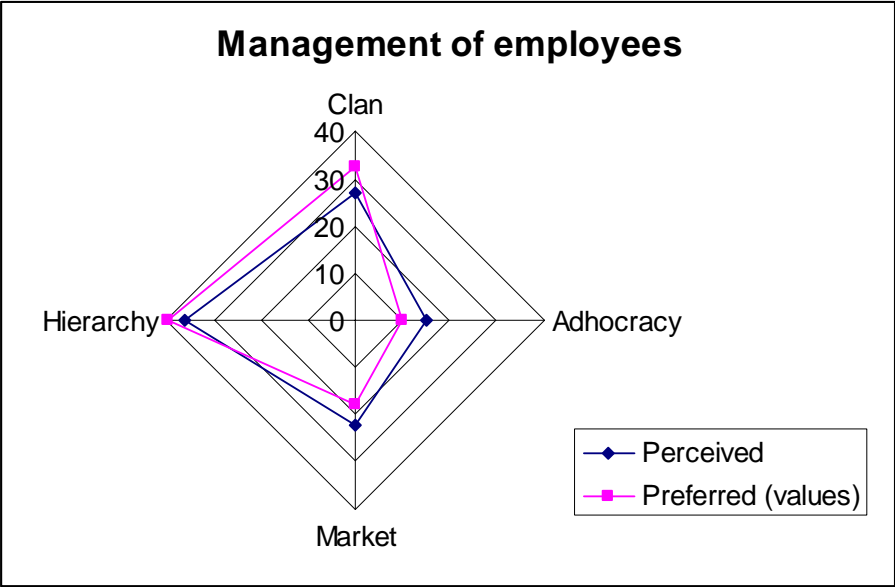 Management of employees
Clan
40
30
20
10
0
Hierarchy
Adhocracy
Market
Perceived
Preferred (values)